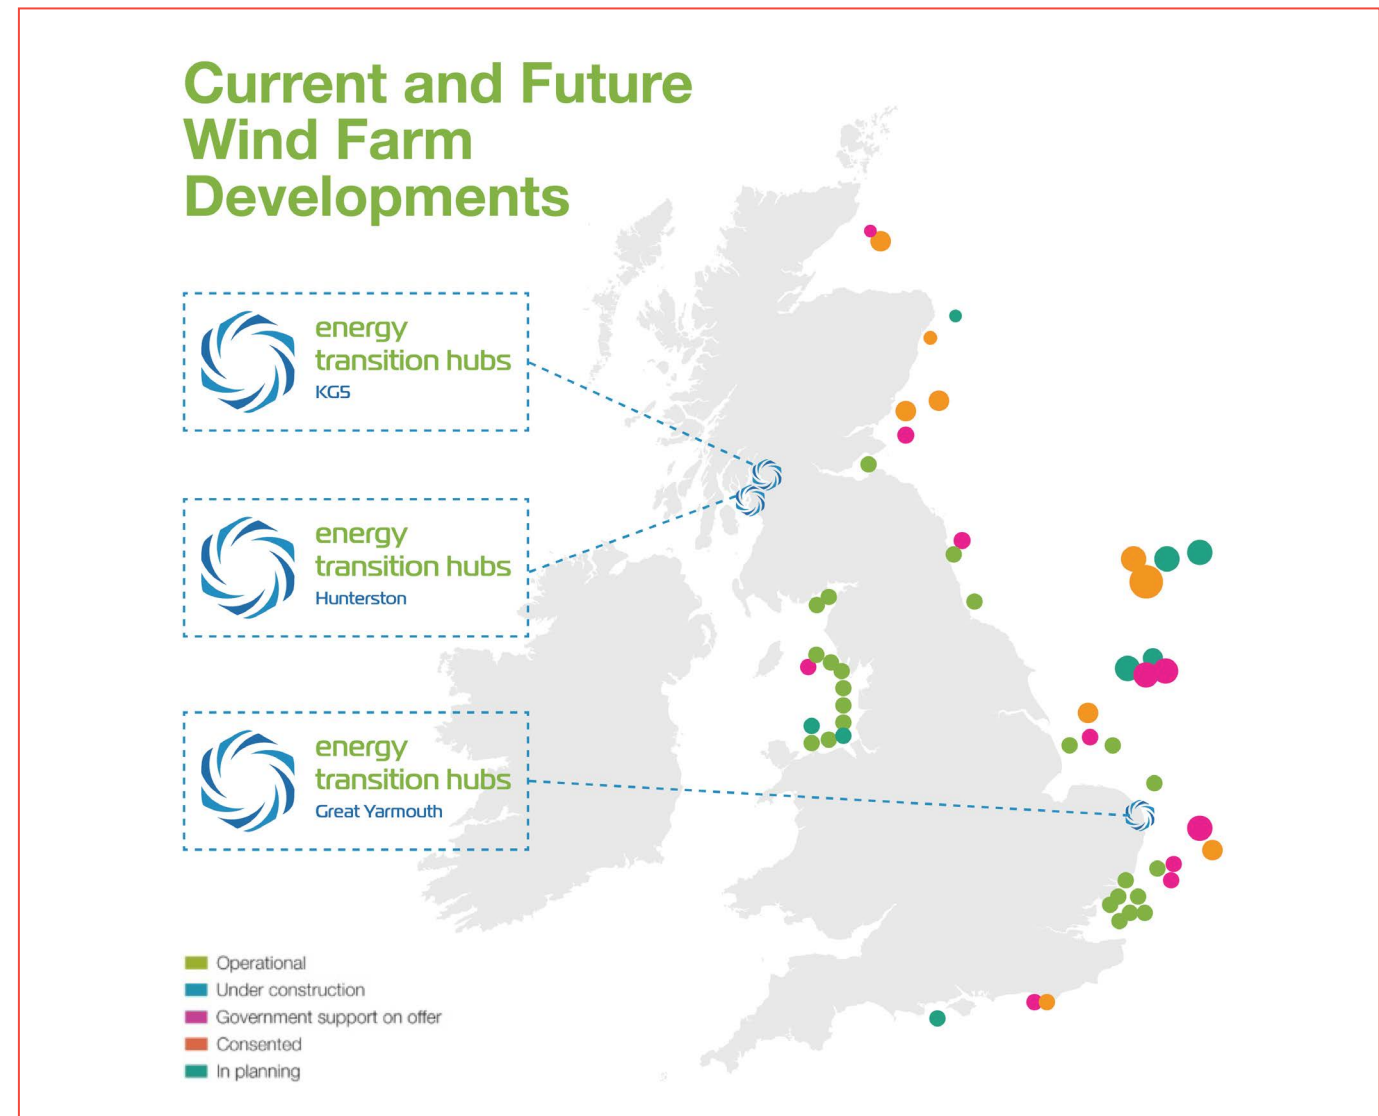 Current and Future
Wind Farm
Developments
energy
transition hubs
KGS
energy
transition hubs
Hunterston
energy
transition hubs
Great Yarmouth
Operational
Under construction
Government support on offer
Consented
In planning